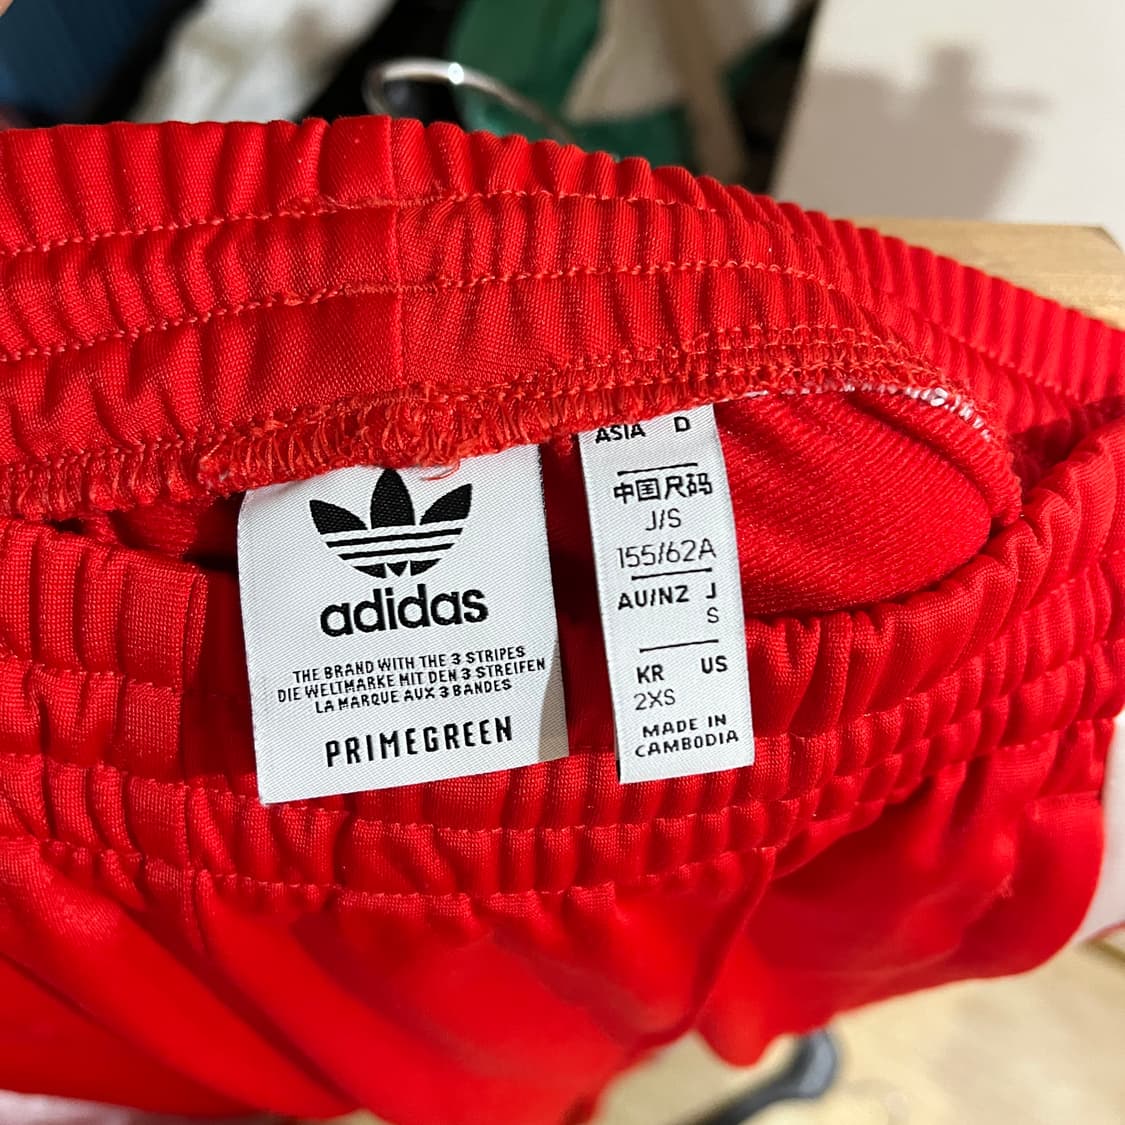 adidas
THE BRAND WITH THE 3 STRIPES
DIE WELTMARKE MIT DEN 3 STREIFEN
LA MARQUE AUX 3 BANDES
PRIMEGREEN
ASIA D
中国尺码
J/S
155/62A
AU/NZ J
S
KR US
2XS
MADE IN
CAMBODIA